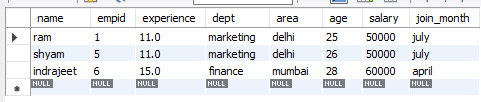 name empid experience dept area age salary join_month
ram 1 11.0 marketing delhi 25 50000 july
shyam 5 11.0 marketing delhi 26 50000 july
indrajeet 6 15.0 finance mumbai 28 60000 april
NULL NULL NULL NULL NULL NULL NULL NULL